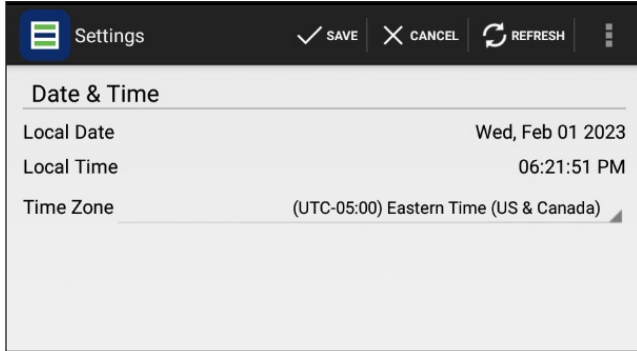 Settings SAVE CANCEL REFRESH
Date & Time
Local Date Wed, Feb 01 2023
Local Time 06:21:51 PM
Time Zone (UTC-05:00) Eastern Time (US & Canada)